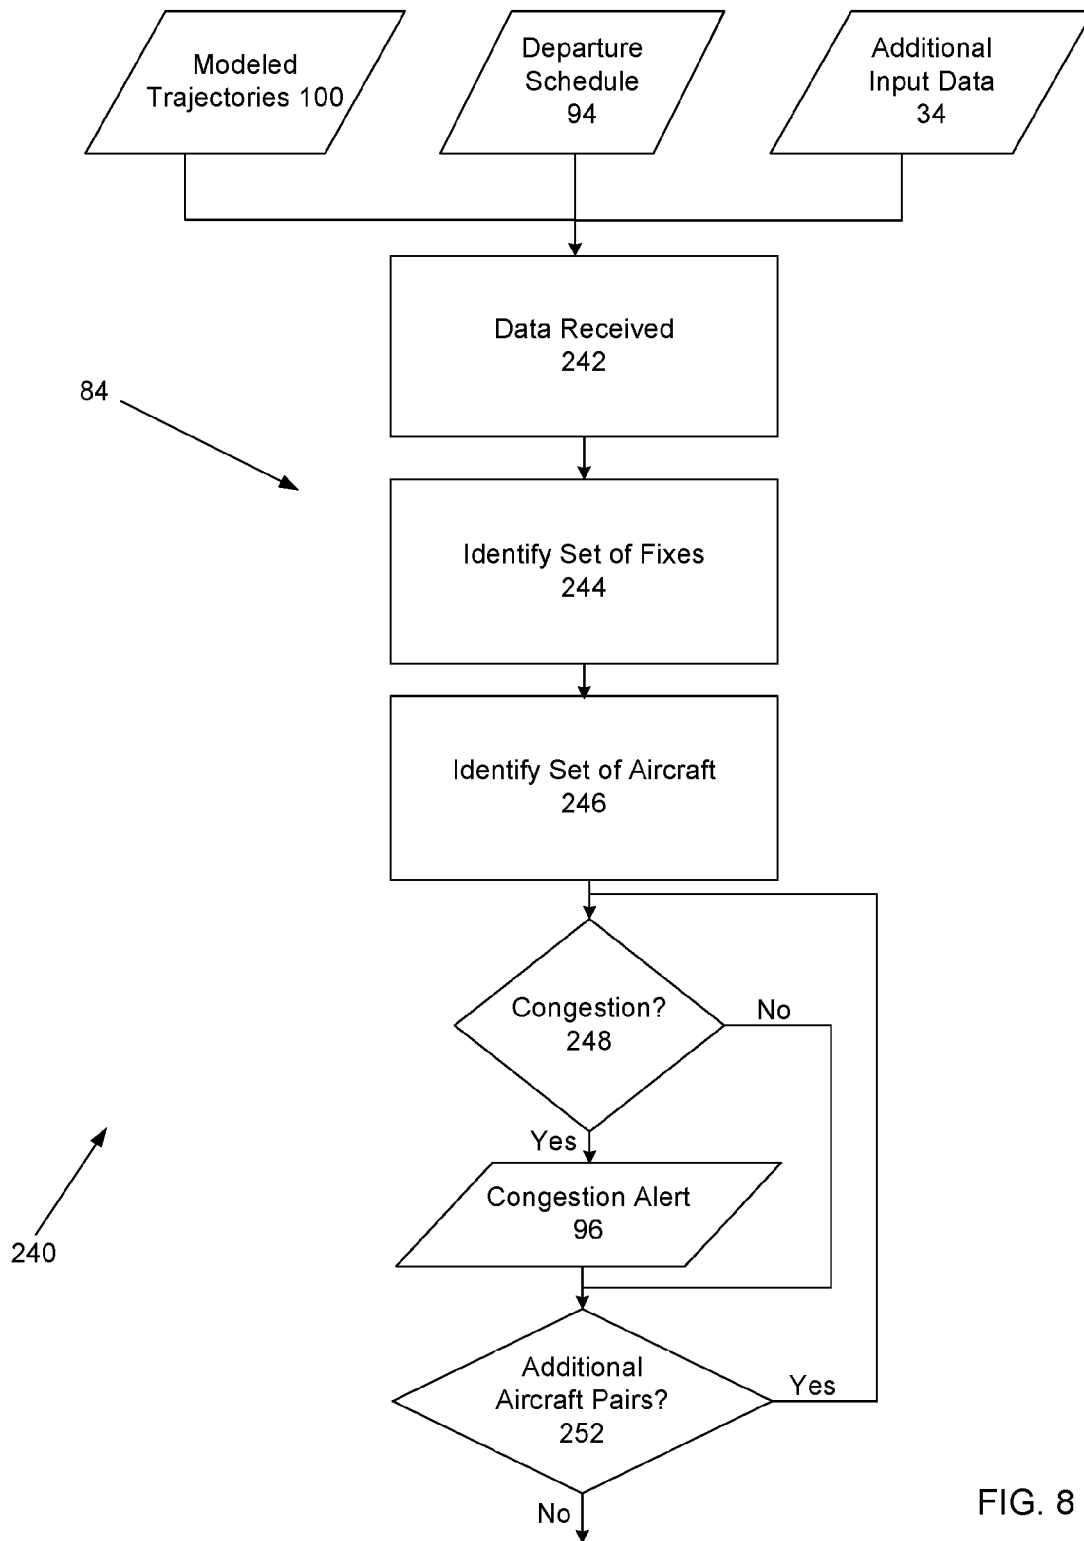 Modeled
Trajectories 100
Departure
Schedule
94
Additional
Input Data
34
Data Received
242
84
Identify Set of Fixes
244
Identify Set of Aircraft
246
Congestion?
248
No
Yes
Congestion Alert
96
240
Additional
Aircraft Pairs?
252
Yes
No
FIG. 8